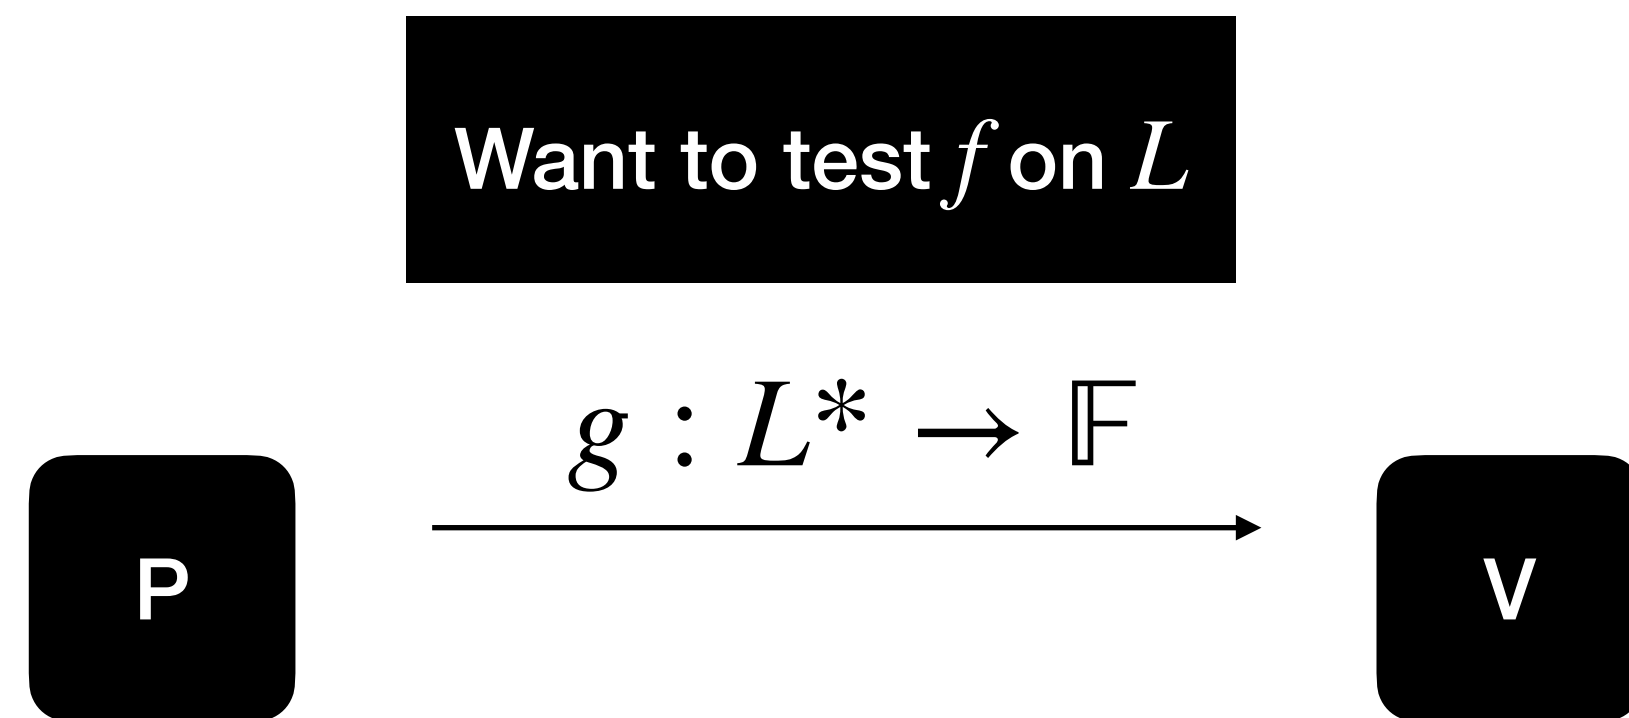 Want to test f on L
g : L* → 𝔽
P
V